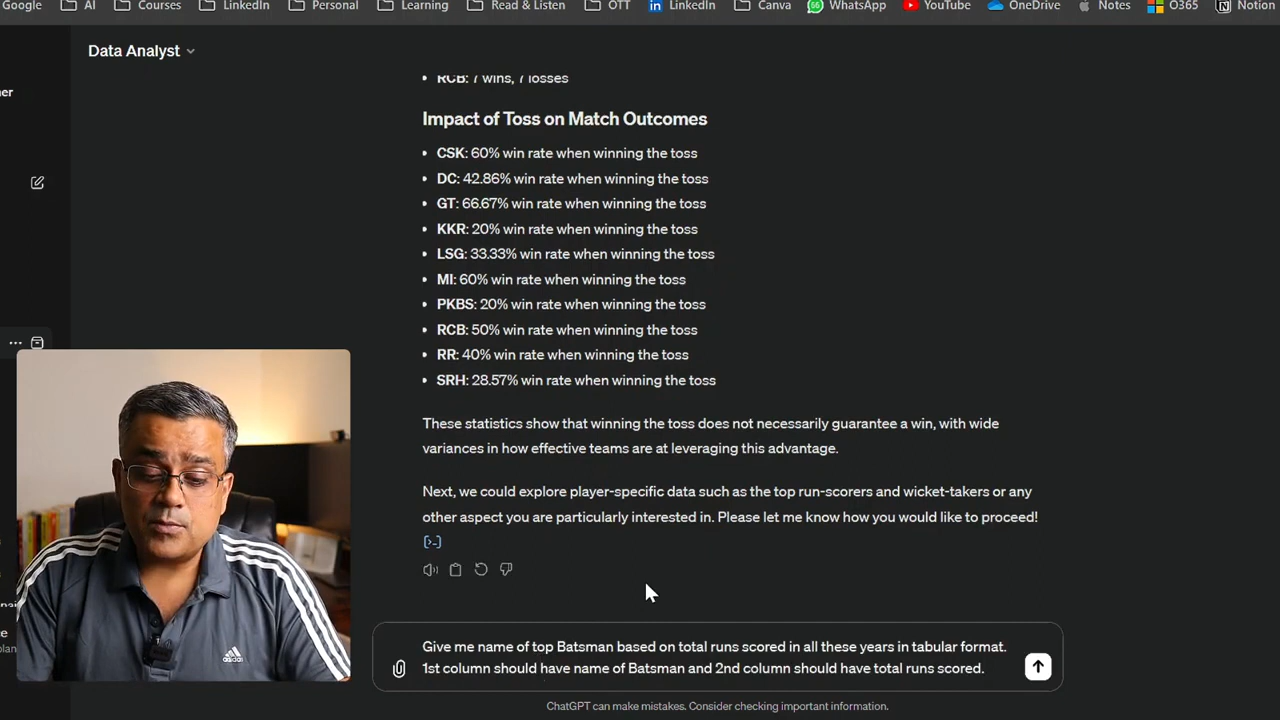 Google AI Courses LinkedIn Personal Learning Read & Listen OTT LinkedIn Canva WhatsApp YouTube OneDrive Notes O365 Notion
Data Analyst
RCB: 7 wins, 7 losses
Impact of Toss on Match Outcomes
• CSK: 60% win rate when winning the toss
• DC: 42.86% win rate when winning the toss
• GT: 66.67% win rate when winning the toss
• KKR: 20% win rate when winning the toss
• LSG: 33.33% win rate when winning the toss
• MI: 60% win rate when winning the toss
• PKBS: 20% win rate when winning the toss
• RCB: 50% win rate when winning the toss
• RR: 40% win rate when winning the toss
• SRH: 28.57% win rate when winning the toss
These statistics show that winning the toss does not necessarily guarantee a win, with wide
variances in how effective teams are at leveraging this advantage.
Next, we could explore player-specific data such as the top run-scorers and wicket-takers or any
other aspect you are particularly interested in. Please let me know how you would like to proceed!
[>_]
Give me name of top Batsman based on total runs scored in all these years in tabular format.
1st column should have name of Batsman and 2nd column should have total runs scored.
ChatGPT can make mistakes. Consider checking important information.
adidas